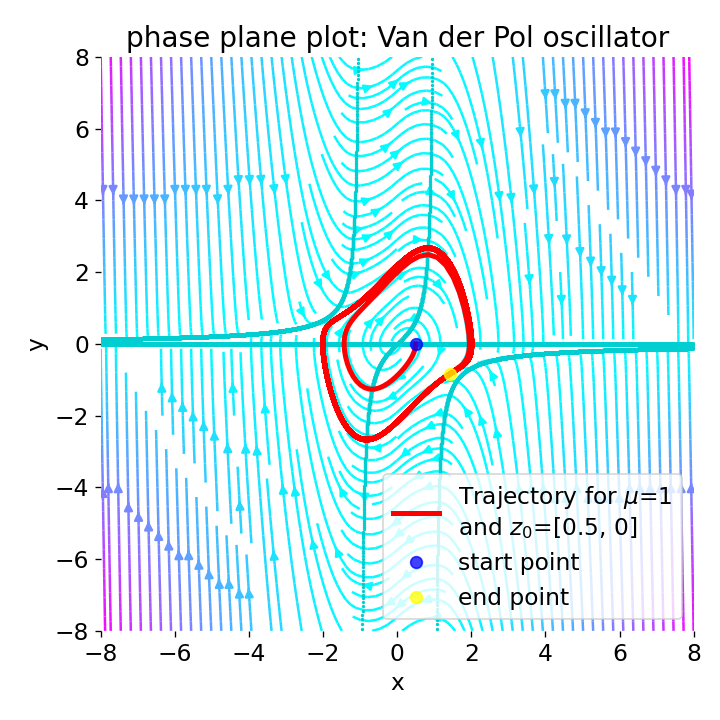 phase plane plot: Van der Pol oscillator
8
6
4
2
0
−2
−4
−6
−8
y
−8 −6 −4 −2 0 2 4 6 8
x
Trajectory for μ=1
and z₀=[0.5, 0]
start point
end point